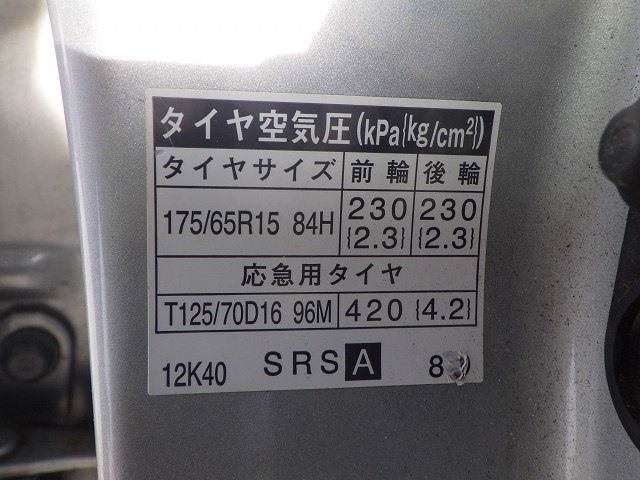 タイヤ空気圧(kPa{kg/cm²})
タイヤサイズ 前輪 後輪
175/65R15 84H 230 230
{2.3} {2.3}
応急用タイヤ
T125/70D16 96M 420 {4.2}
12K40 SRS A 8